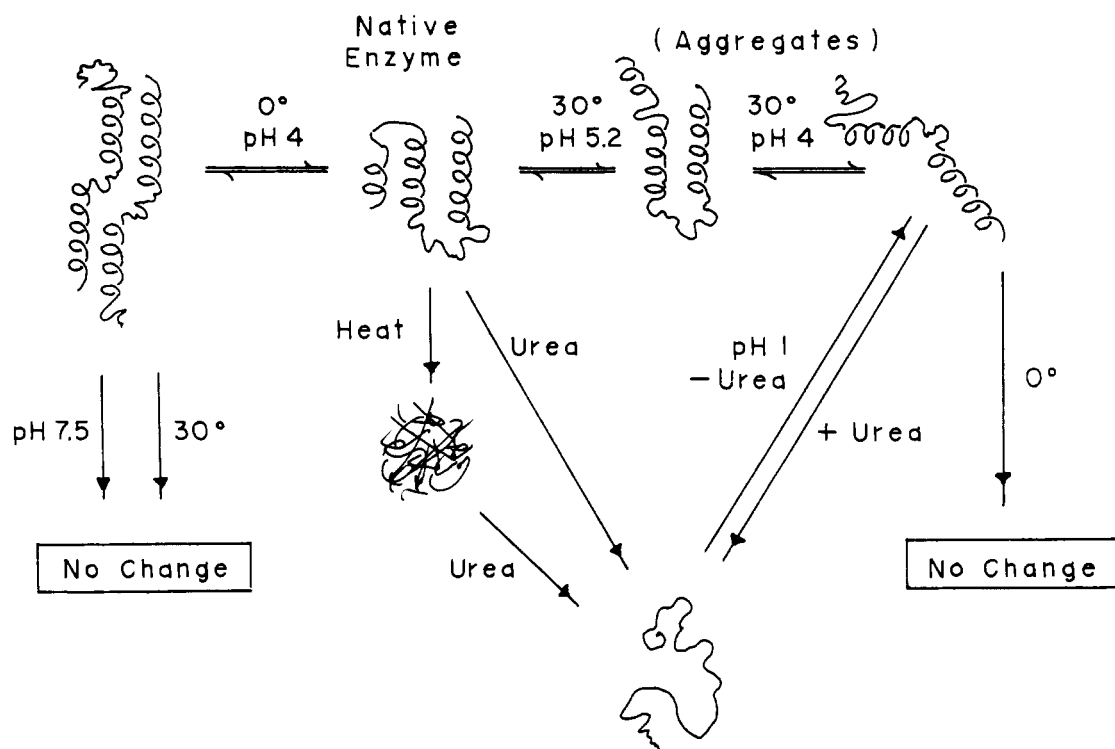 Native
Enzyme
(Aggregates)
0°
pH 4
30°
pH 5.2
30°
pH 4
Heat
Urea
pH 1
−Urea
+ Urea
0°
pH 7.5
30°
Urea
No Change
No Change